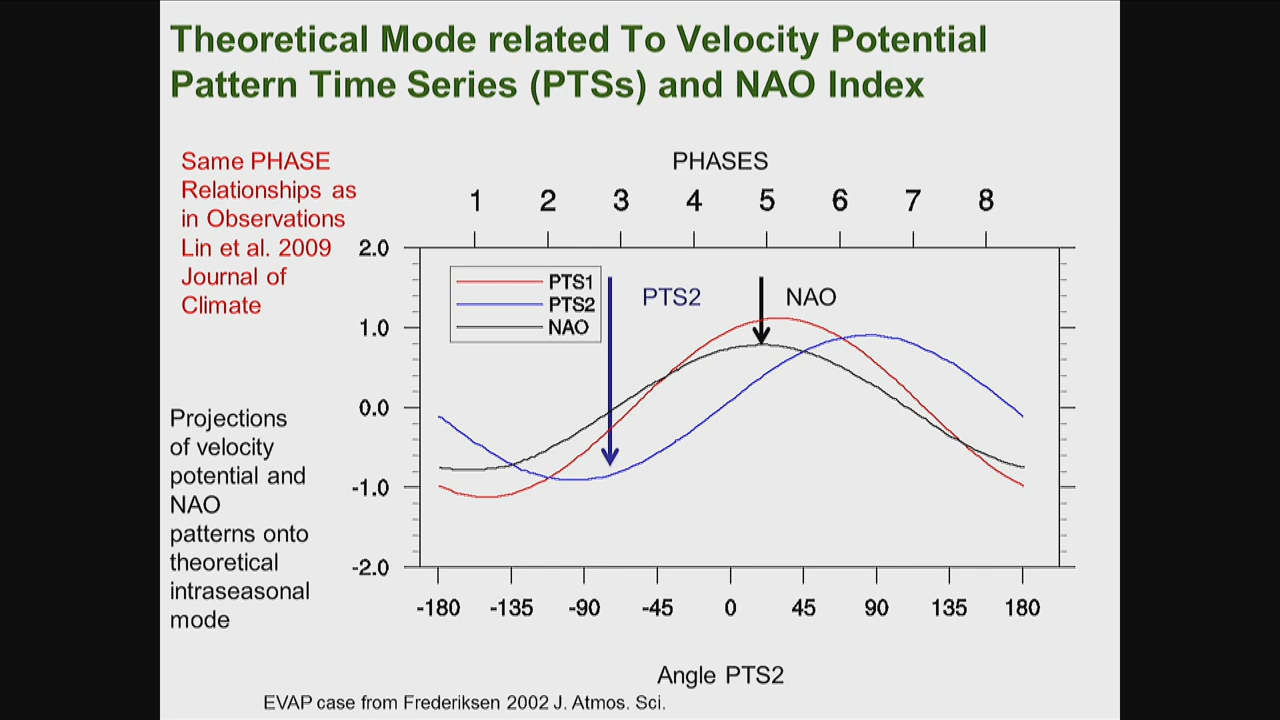 Theoretical Mode related To Velocity Potential
Pattern Time Series (PTSs) and NAO Index
Same PHASE
Relationships as
in Observations
Lin et al. 2009
Journal of
Climate
PHASES
1 2 3 4 5 6 7 8
2.0
1.0
0.0
-1.0
-2.0
PTS1
PTS2
NAO
PTS2
NAO
Projections
of velocity
potential and
NAO
patterns onto
theoretical
intraseasonal
mode
-180 -135 -90 -45 0 45 90 135 180
Angle PTS2
EVAP case from Frederiksen 2002 J. Atmos. Sci.